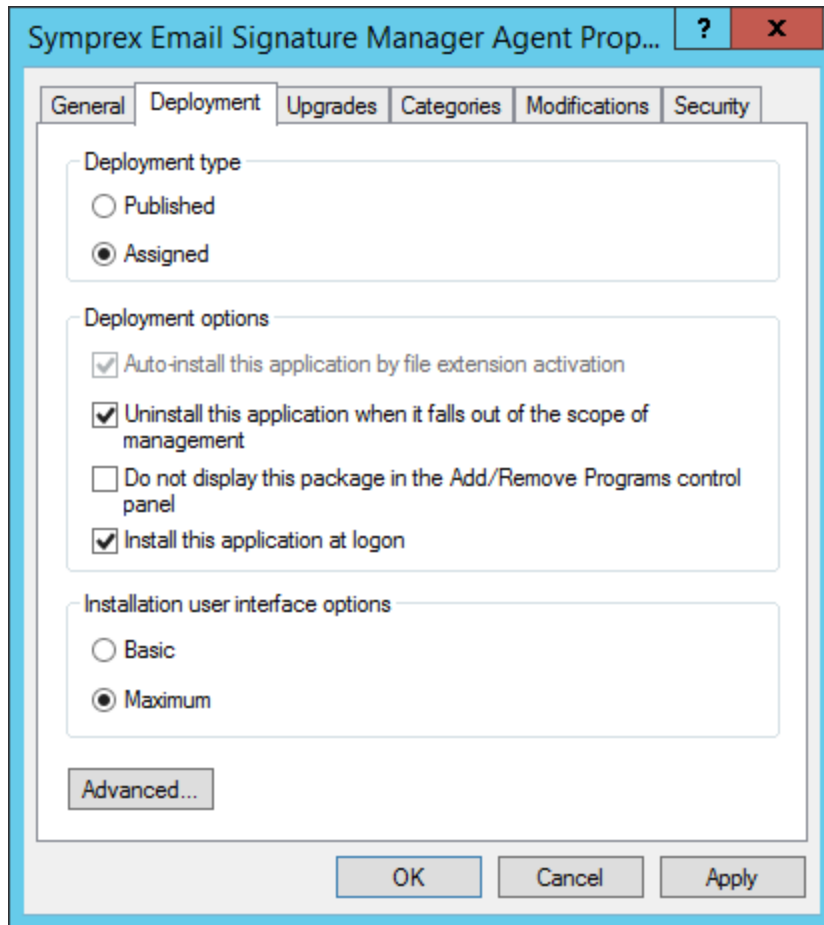 Symprex Email Signature Manager Agent Prop... ? x
General Deployment Upgrades Categories Modifications Security
Deployment type
Published
Assigned
Deployment options
Auto-install this application by file extension activation
Uninstall this application when it falls out of the scope of
management
Do not display this package in the Add/Remove Programs control
panel
Install this application at logon
Installation user interface options
Basic
Maximum
Advanced...
OK Cancel Apply